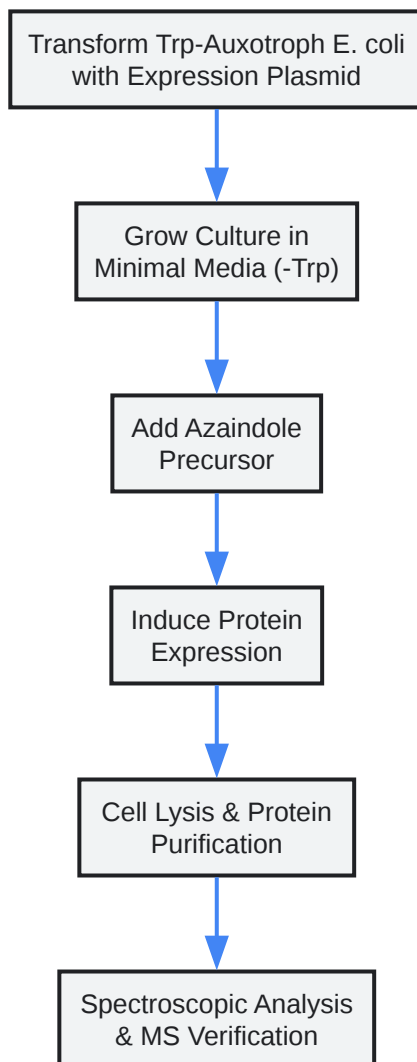 Transform Trp-Auxotroph E. coli
with Expression Plasmid
Grow Culture in
Minimal Media (-Trp)
Add Azaindole
Precursor
Induce Protein
Expression
Cell Lysis & Protein
Purification
Spectroscopic Analysis
& MS Verification